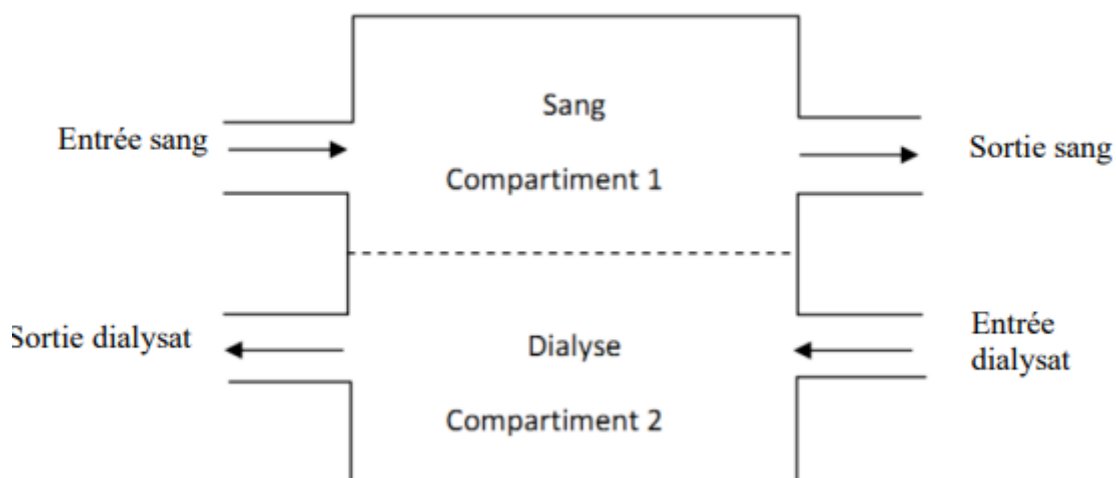 Sang
Entrée sang
Sortie sang
Compartiment 1
Sortie dialysat
Dialyse
Entrée
dialysat
Compartiment 2